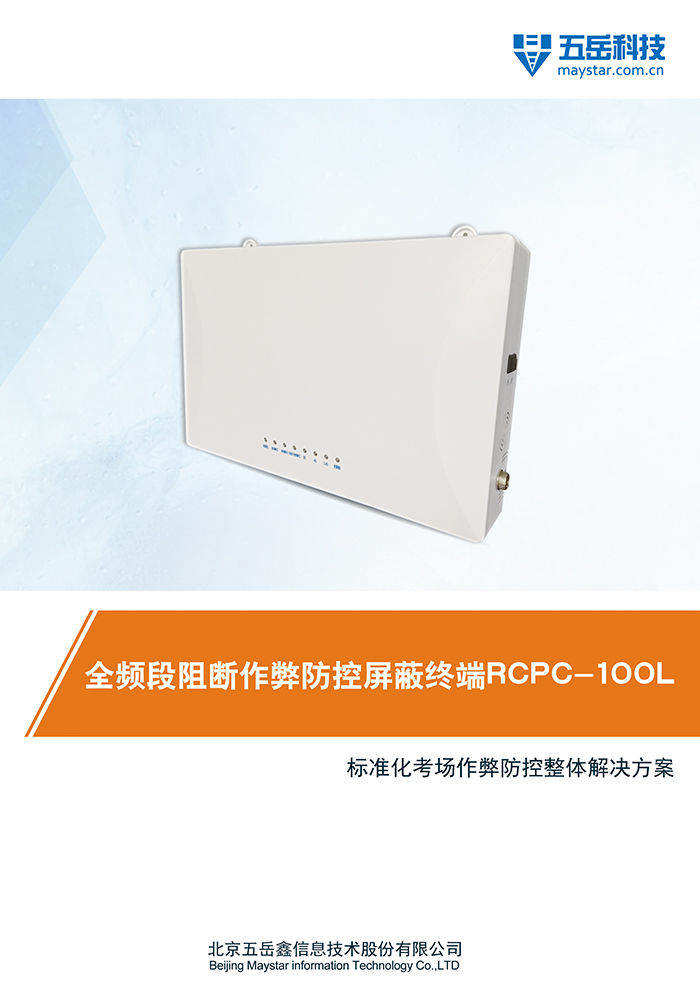 五岳科技
maystar.com.cn
全频段阻断作弊防控屏蔽终端RCPC-100L
标准化考场作弊防控整体解决方案
北京五岳鑫信息技术股份有限公司
Beijing Maystar information Technology Co.,LTD